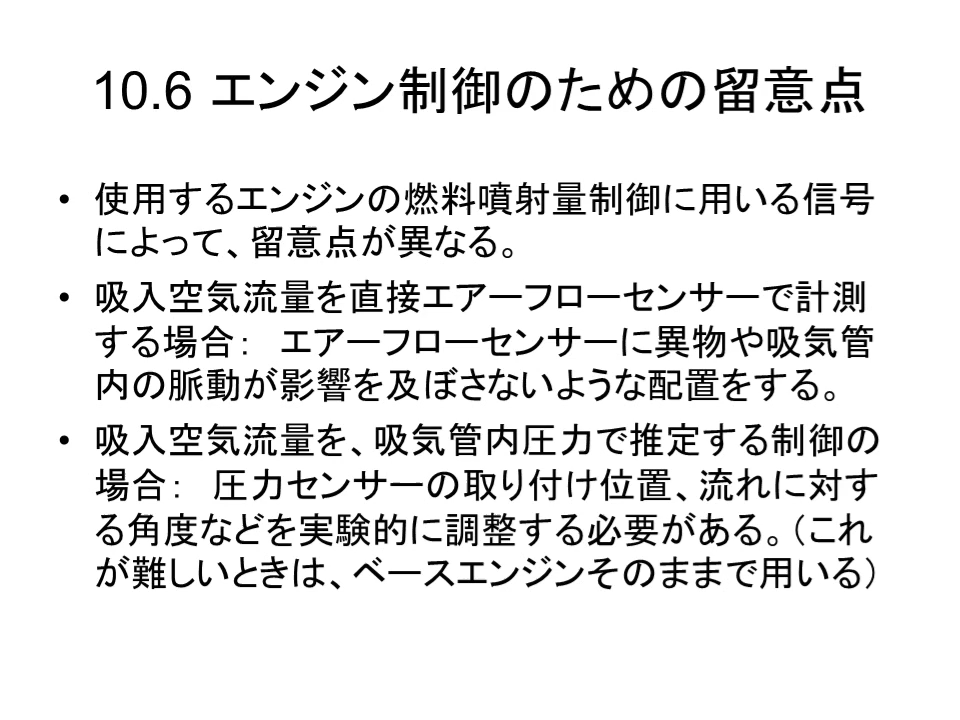 10.6 エンジン制御のための留意点
• 使用するエンジンの燃料噴射量制御に用いる信号
によって、留意点が異なる。
• 吸入空気流量を直接エアーフローセンサーで計測
する場合： エアーフローセンサーに異物や吸気管
内の脈動が影響を及ぼさないような配置をする。
• 吸入空気流量を、吸気管内圧力で推定する制御の
場合： 圧力センサーの取り付け位置、流れに対す
る角度などを実験的に調整する必要がある。（これ
が難しいときは、ベースエンジンそのままで用いる）